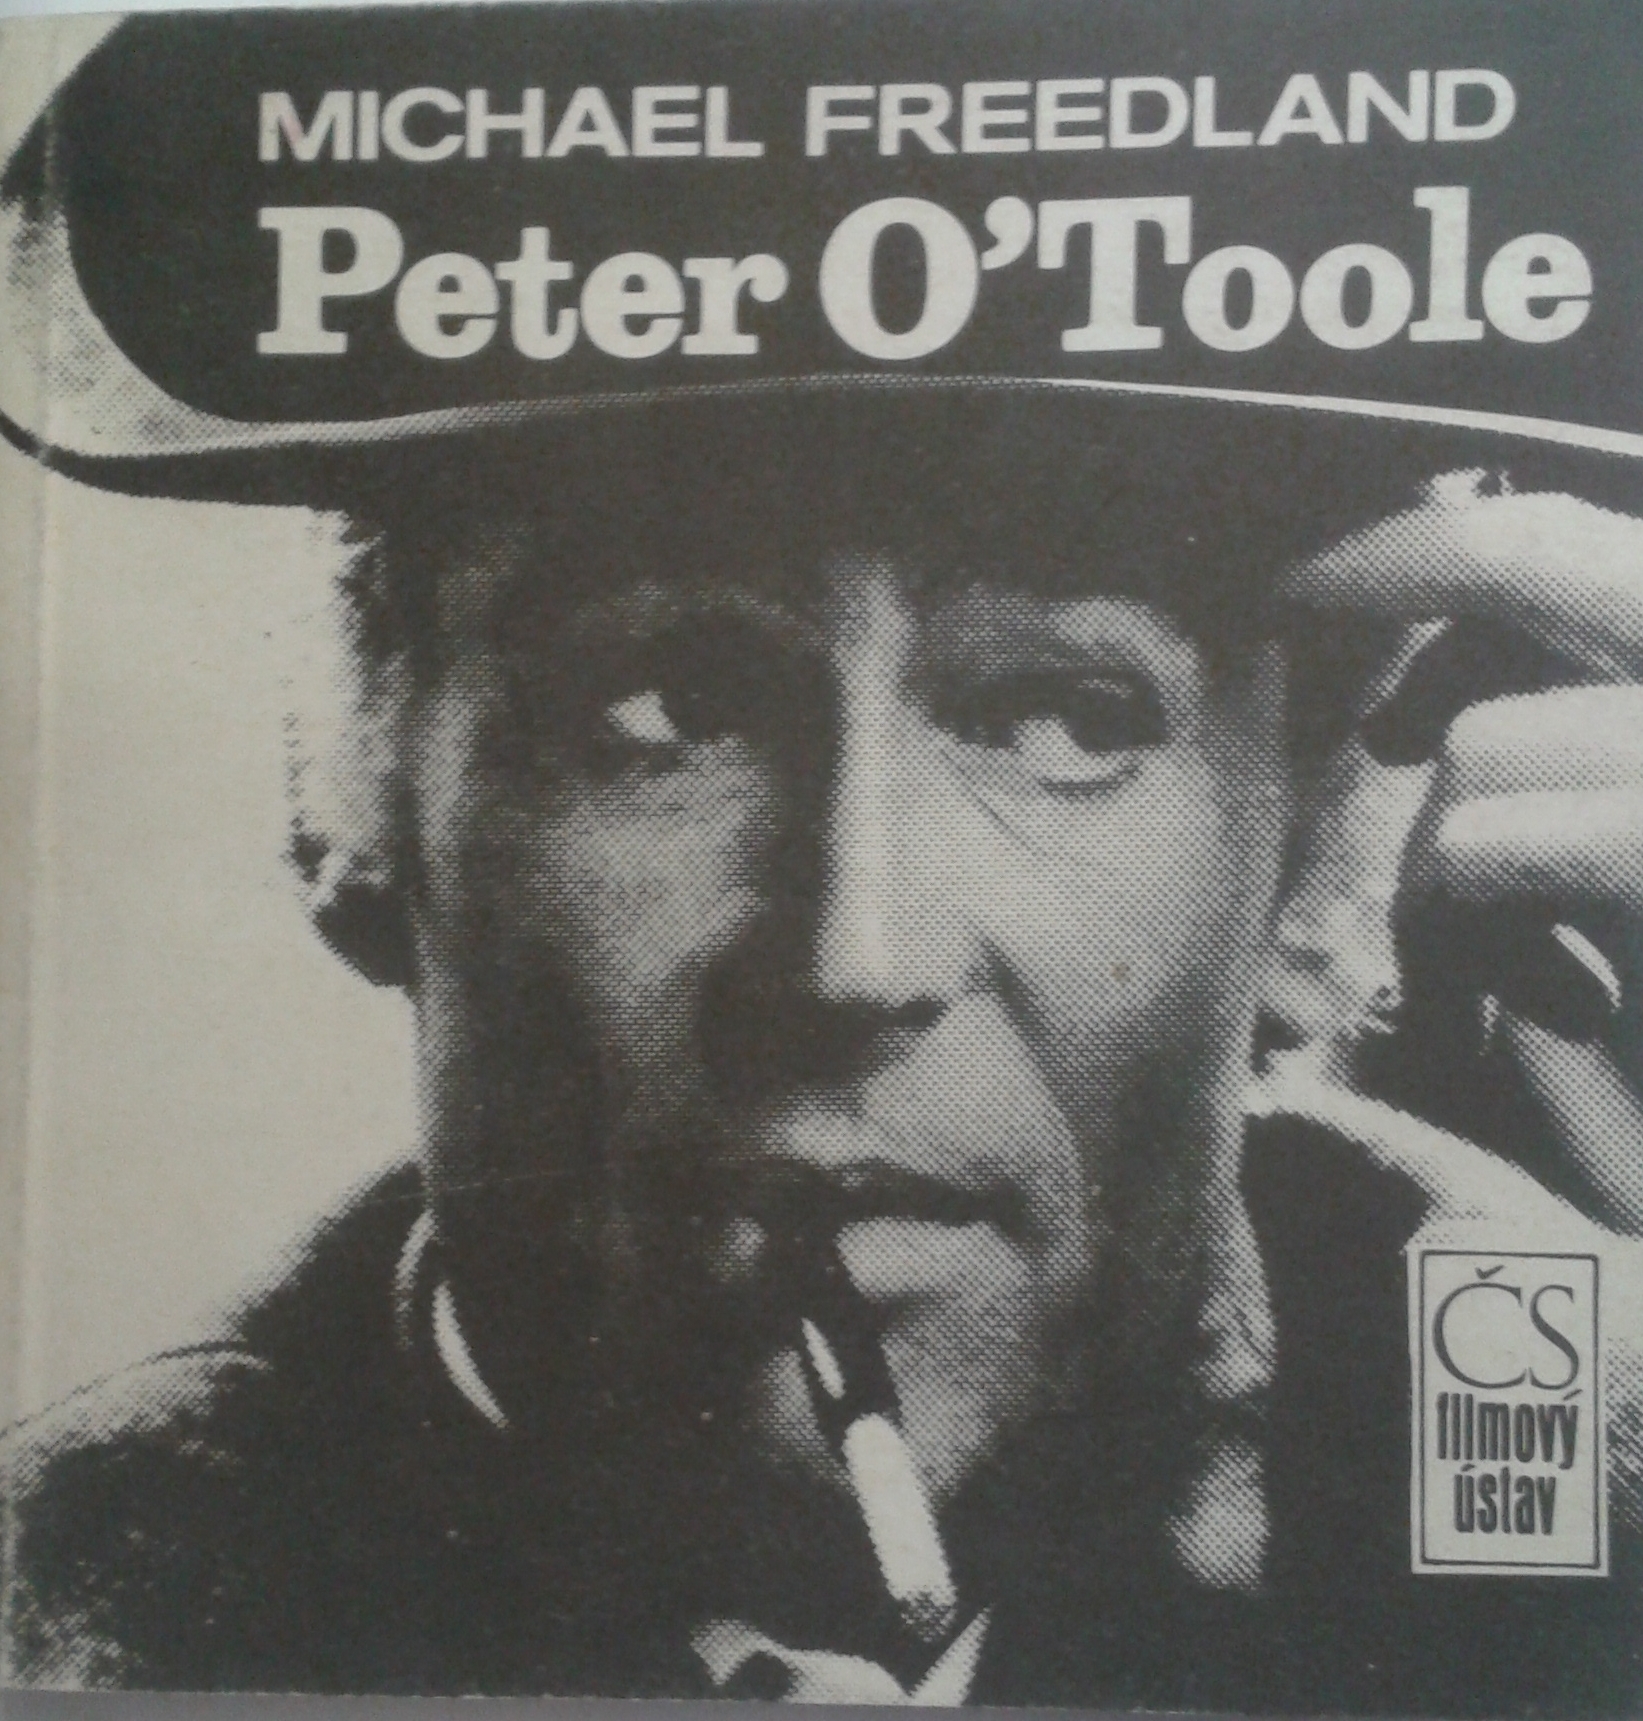 MICHAEL FREEDLAND
Peter O’Toole
ČS
filmový
ústav